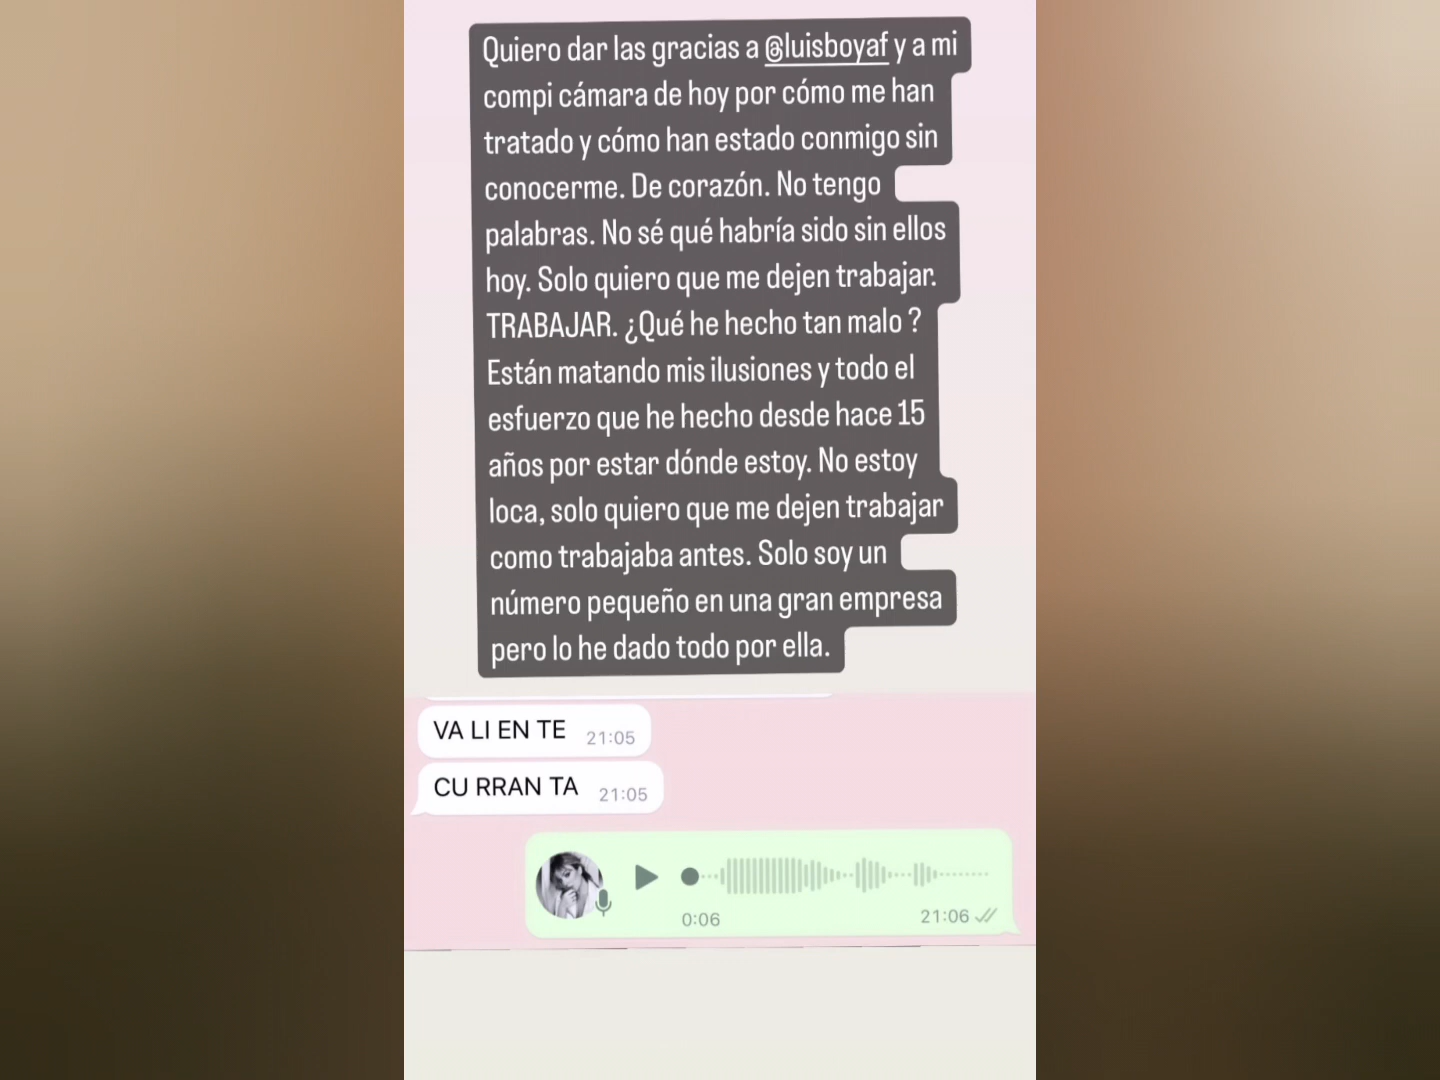 Quiero dar las gracias a @luisboyaf y a mi
compi cámara de hoy por cómo me han
tratado y cómo han estado conmigo sin
conocerme. De corazón. No tengo
palabras. No sé qué habría sido sin ellos
hoy. Solo quiero que me dejen trabajar.
TRABAJAR. ¿Qué he hecho tan malo ?
Están matando mis ilusiones y todo el
esfuerzo que he hecho desde hace 15
años por estar dónde estoy. No estoy
loca, solo quiero que me dejen trabajar
como trabajaba antes. Solo soy un
número pequeño en una gran empresa
pero lo he dado todo por ella.
VA LI EN TE 21:05
CU RRAN TA 21:05
0:06 21:06